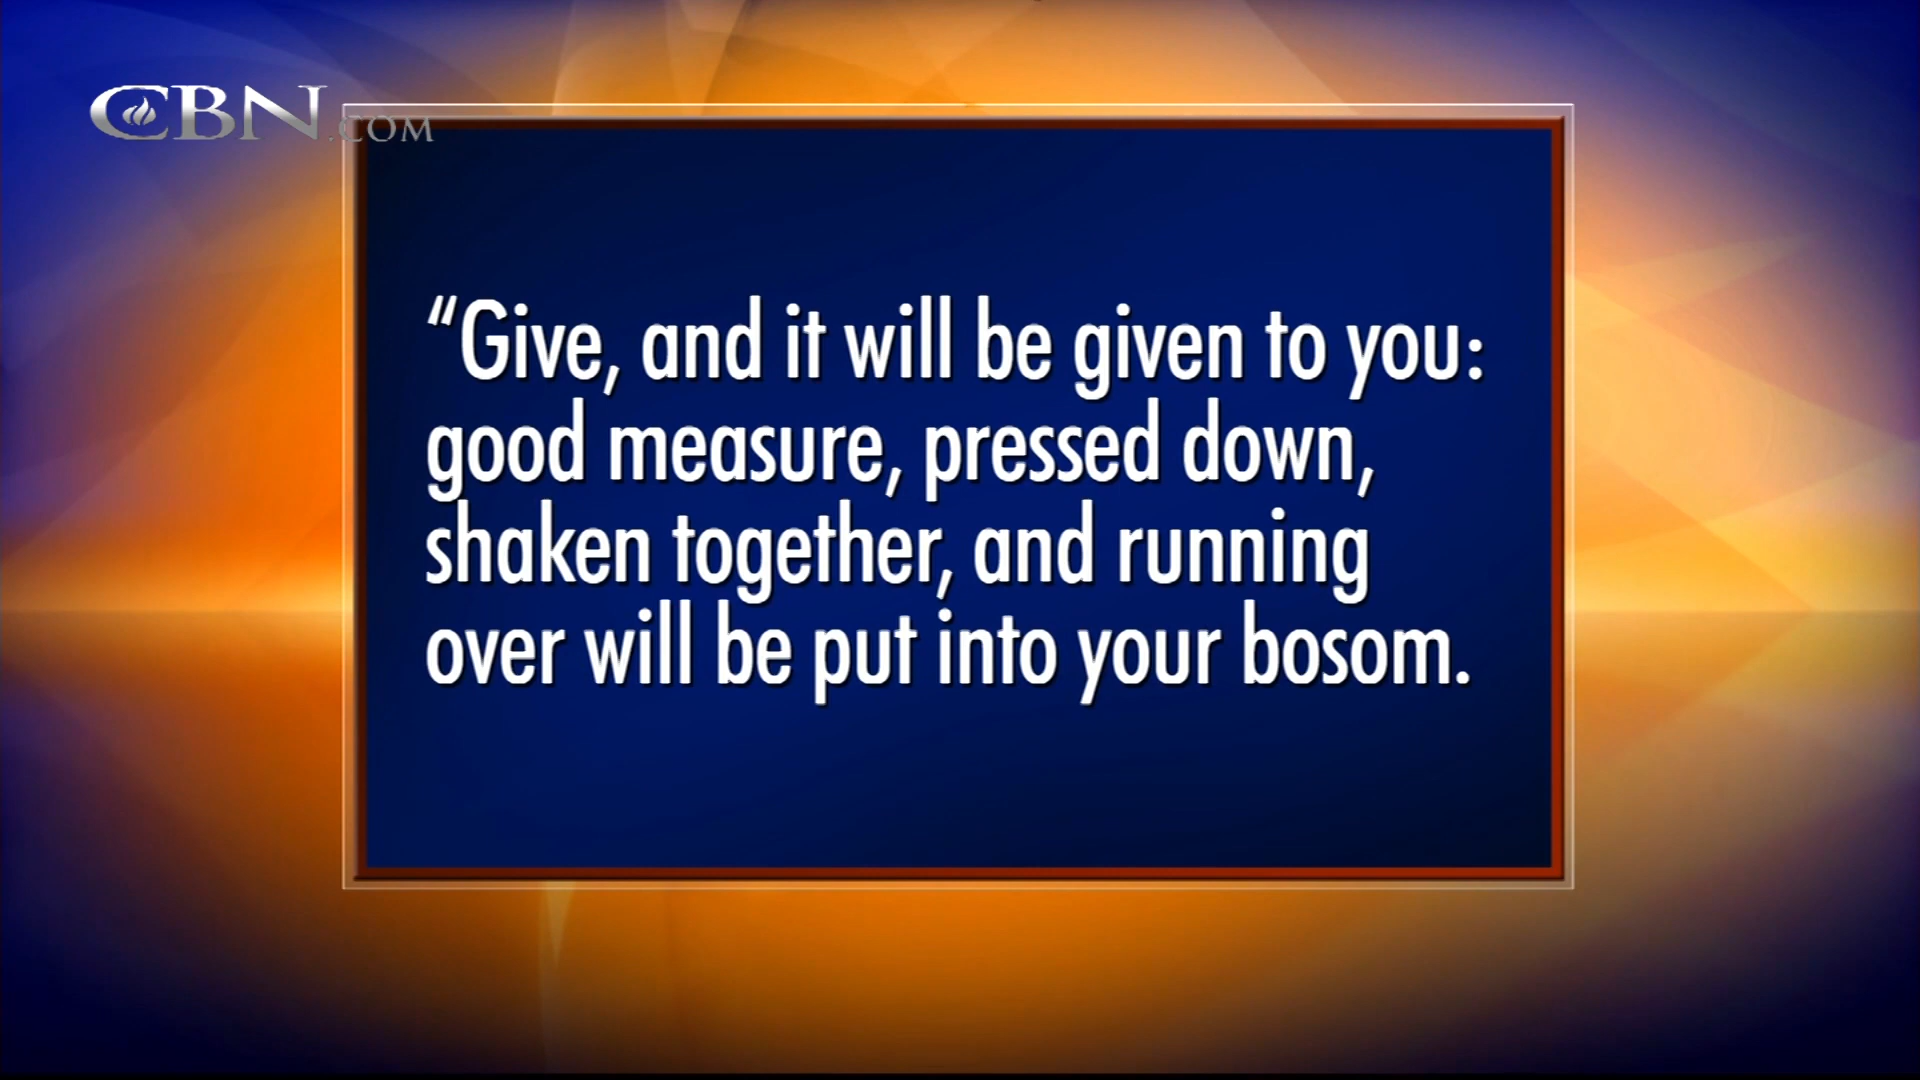 CBN.COM
“Give, and it will be given to you:
good measure, pressed down,
shaken together, and running
over will be put into your bosom.